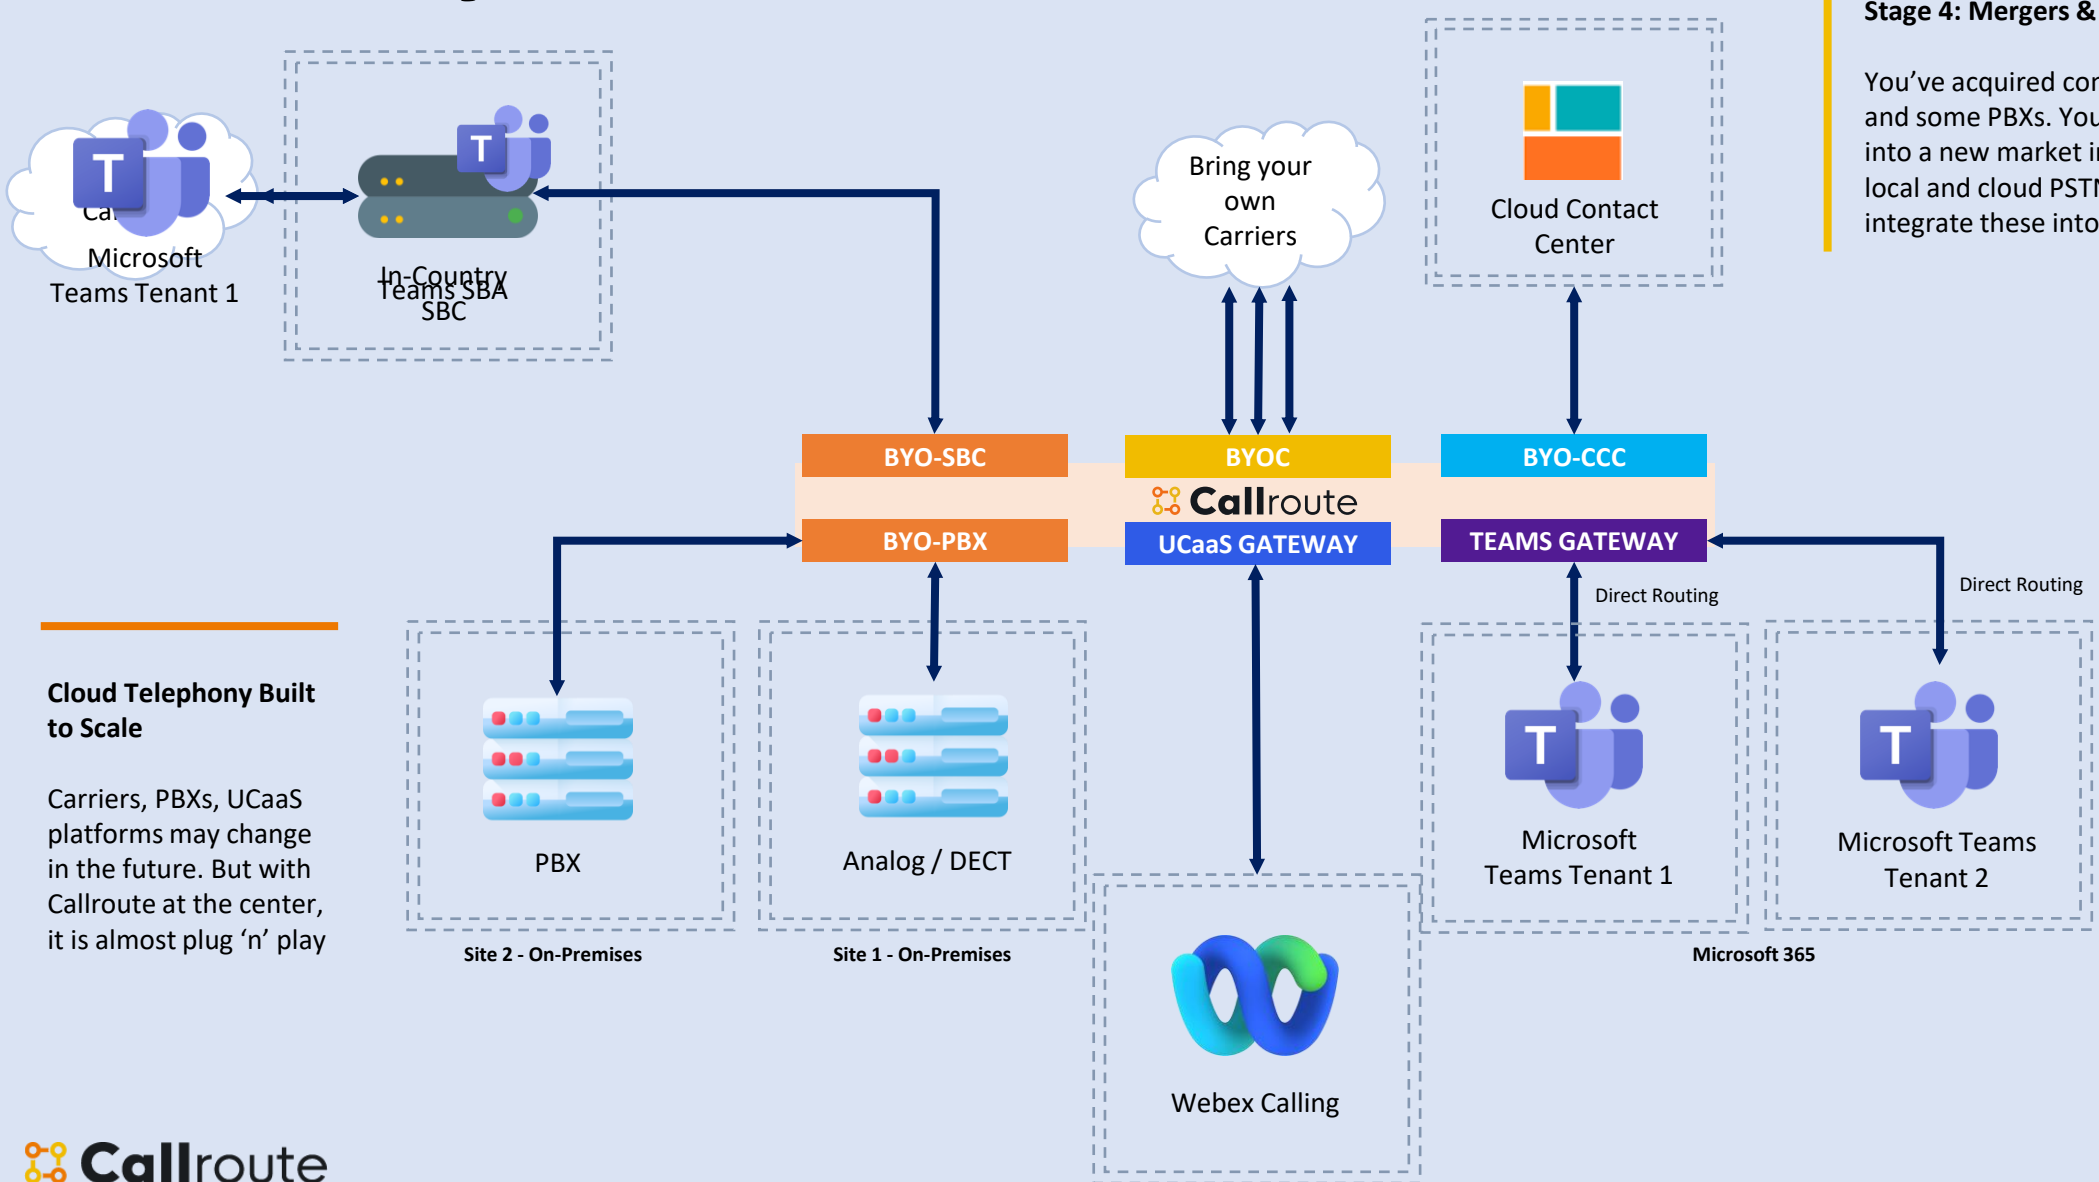 Stage 4: Mergers &
You’ve acquired
and some PBXs. You
into a new market
local and cloud
integrate these into
T
Microsoft
Teams Tenant 1
T
In-Country
Teams SBA
SBC
Bring your
own
Carriers
Cloud Contact
Center
BYO-SBC
BYOC
BYO-CCC
Callroute
BYO-PBX
UCaaS GATEWAY
TEAMS GATEWAY
Direct Routing
Direct Routing
Cloud Telephony Built
to Scale
Carriers, PBXs, UCaaS
platforms may change
in the future. But with
Callroute at the center,
it is almost plug ‘n’ play
PBX
Site 2 - On-Premises
Analog / DECT
Site 1 - On-Premises
T
Microsoft
Teams Tenant 1
T
Microsoft Teams
Tenant 2
Microsoft 365
Webex Calling
Callroute